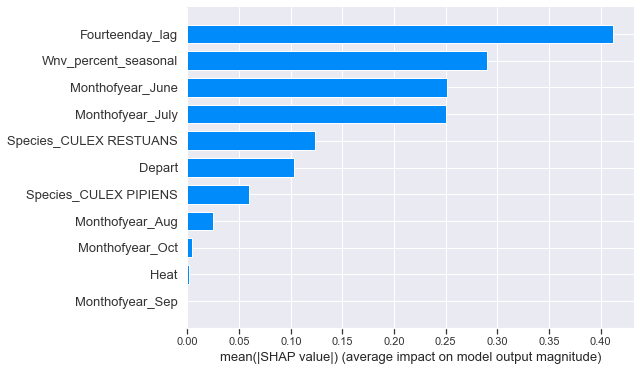 Fourteenday_lag
Wnv_percent_seasonal
Monthofyear_June
Monthofyear_July
Species_CULEX RESTUANS
Depart
Species_CULEX PIPIENS
Monthofyear_Aug
Monthofyear_Oct
Heat
Monthofyear_Sep
0.00 0.05 0.10 0.15 0.20 0.25 0.30 0.35 0.40
mean(|SHAP value|) (average impact on model output magnitude)